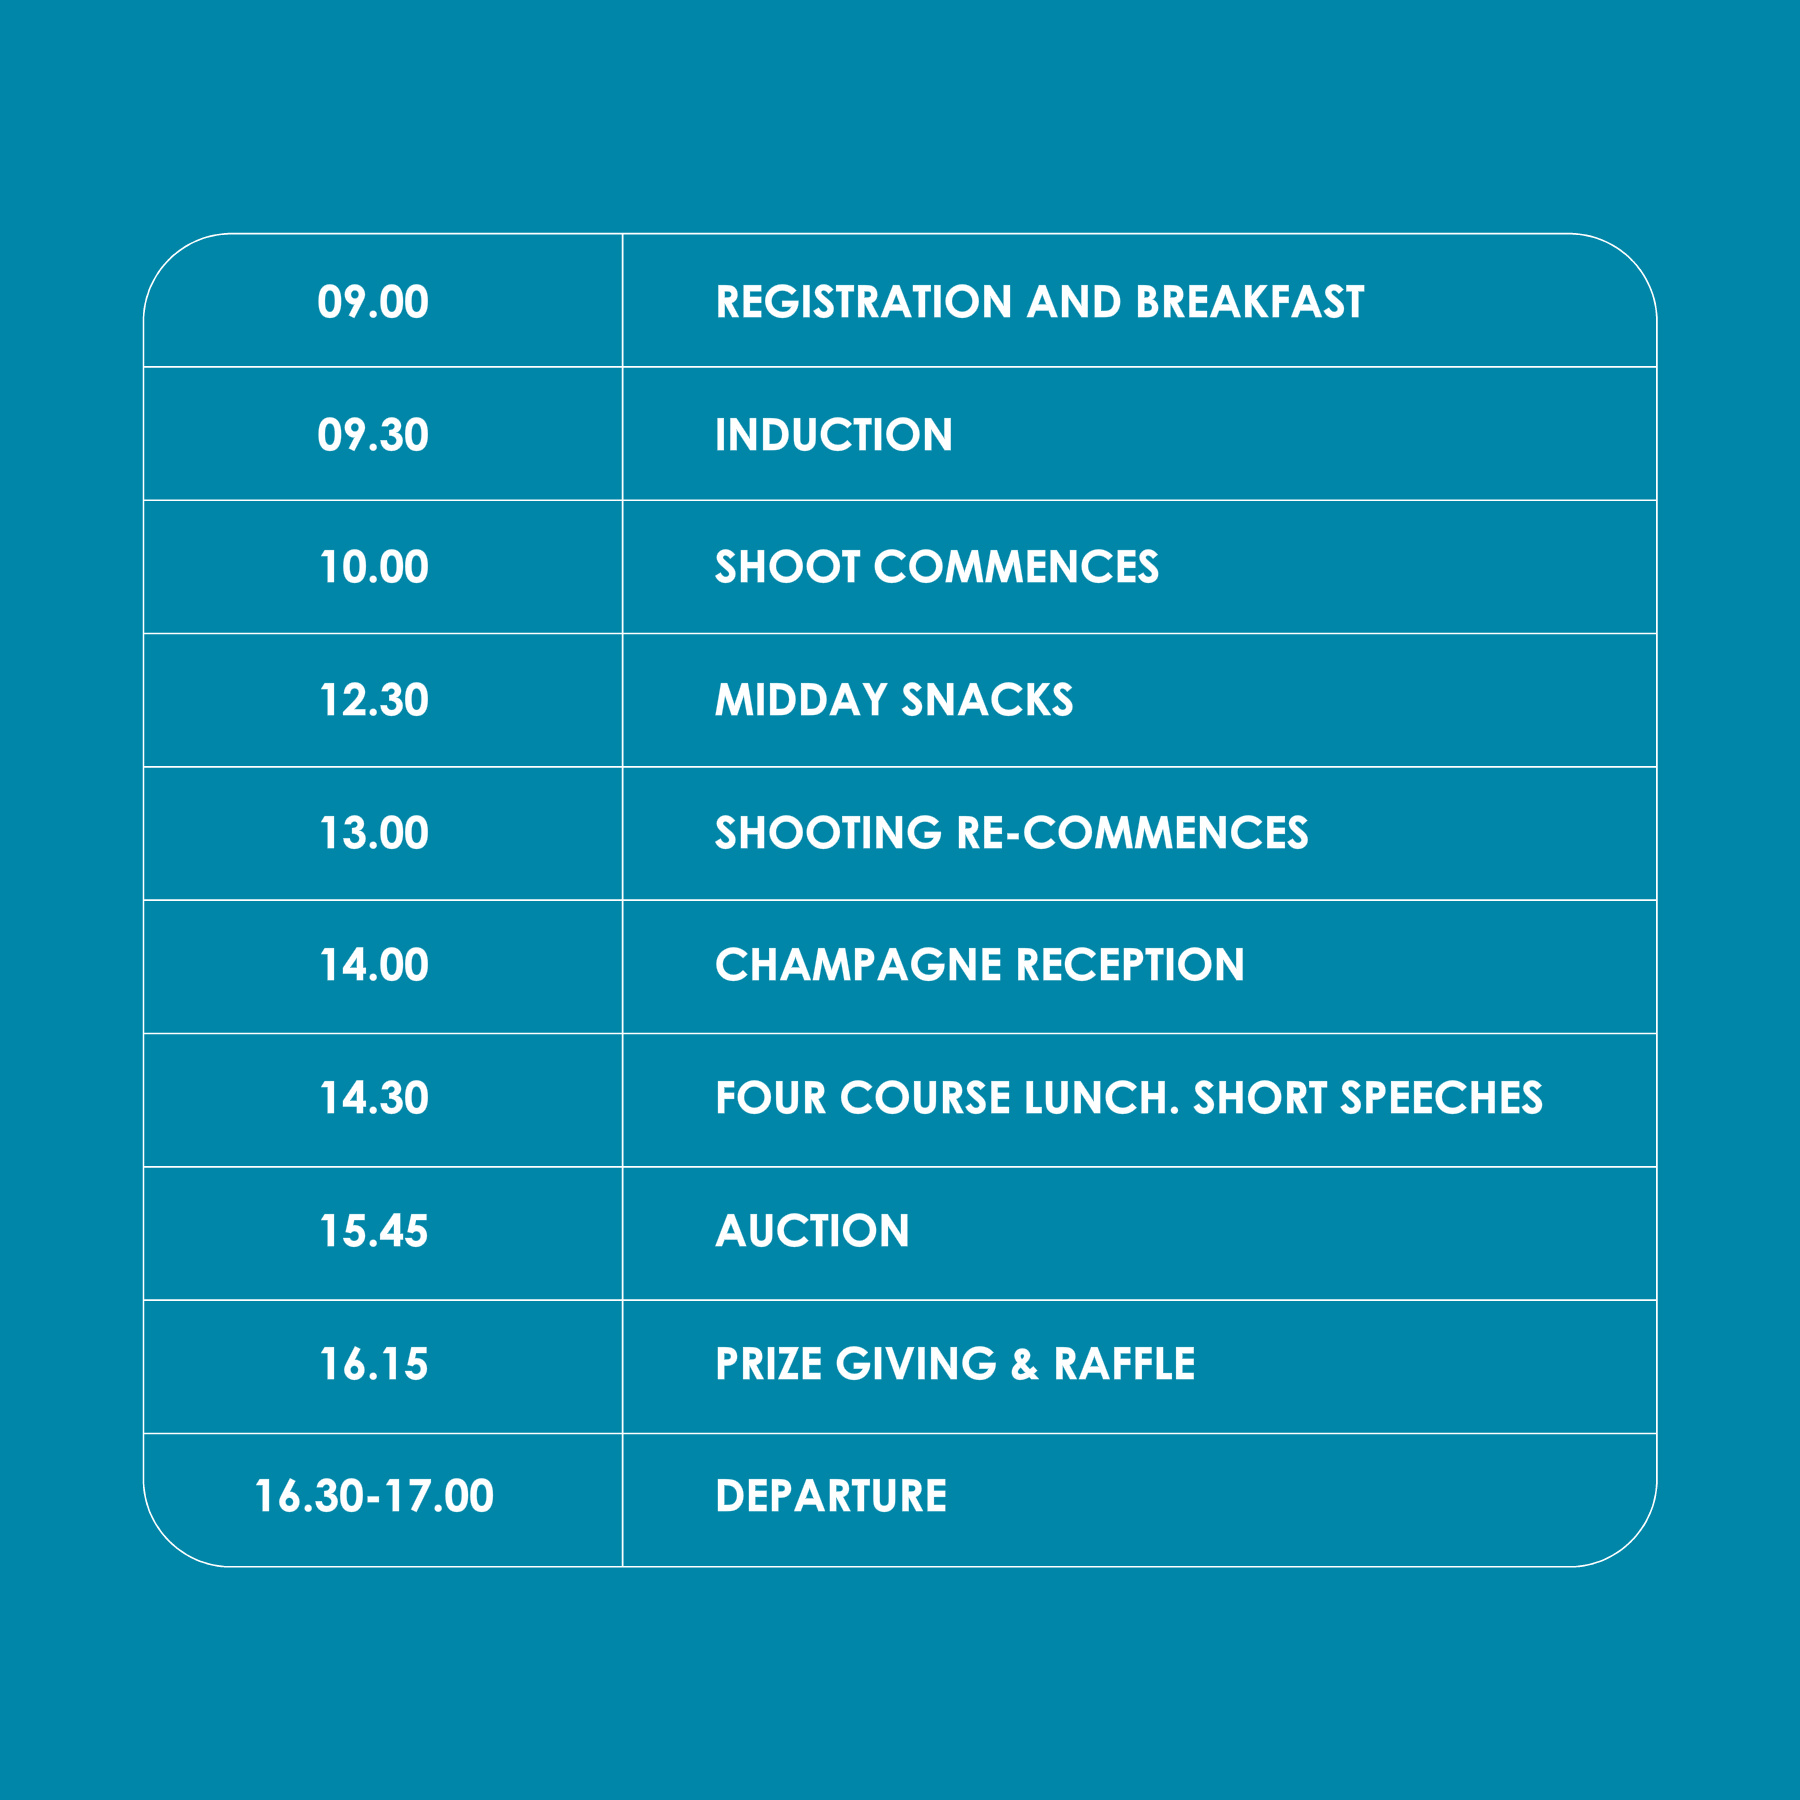 09.00 REGISTRATION AND BREAKFAST
09.30 INDUCTION
10.00 SHOOT COMMENCES
12.30 MIDDAY SNACKS
13.00 SHOOTING RE-COMMENCES
14.00 CHAMPAGNE RECEPTION
14.30 FOUR COURSE LUNCH. SHORT SPEECHES
15.45 AUCTION
16.15 PRIZE GIVING & RAFFLE
16.30-17.00 DEPARTURE